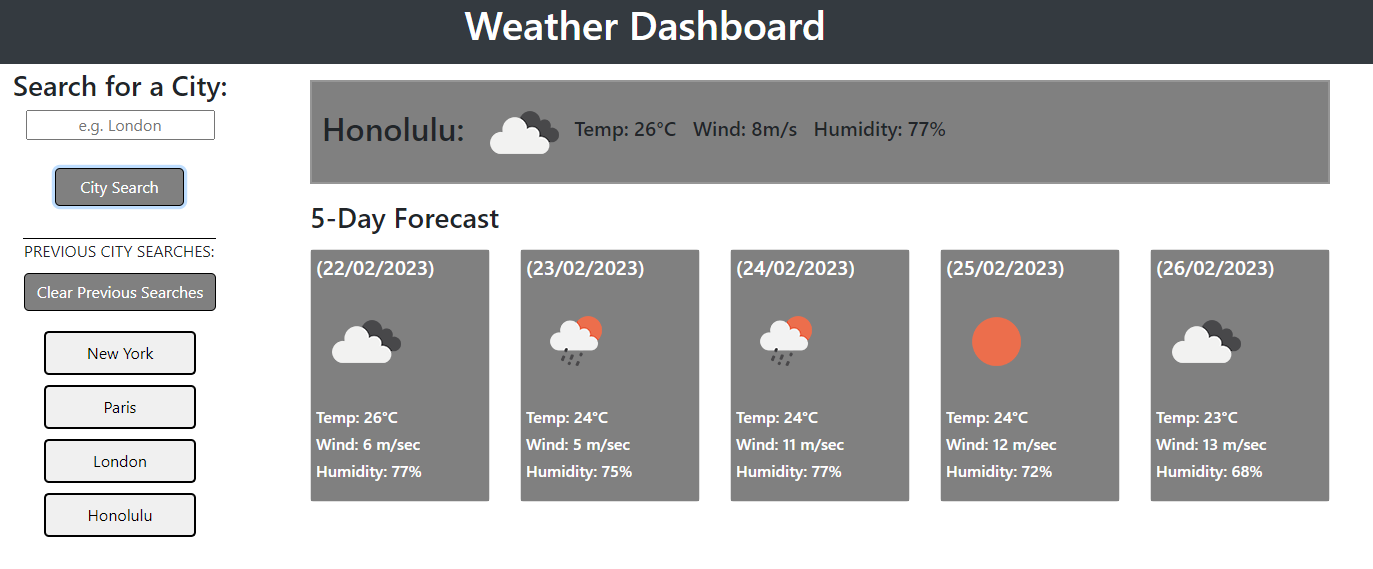 Weather Dashboard
Search for a City:
e.g. London
City Search
PREVIOUS CITY SEARCHES:
Clear Previous Searches
New York
Paris
London
Honolulu
Honolulu: Temp: 26°C Wind: 8m/s Humidity: 77%
5-Day Forecast
(22/02/2023)
Temp: 26°C
Wind: 6 m/sec
Humidity: 77%
(23/02/2023)
Temp: 24°C
Wind: 5 m/sec
Humidity: 75%
(24/02/2023)
Temp: 24°C
Wind: 11 m/sec
Humidity: 77%
(25/02/2023)
Temp: 24°C
Wind: 12 m/sec
Humidity: 72%
(26/02/2023)
Temp: 23°C
Wind: 13 m/sec
Humidity: 68%